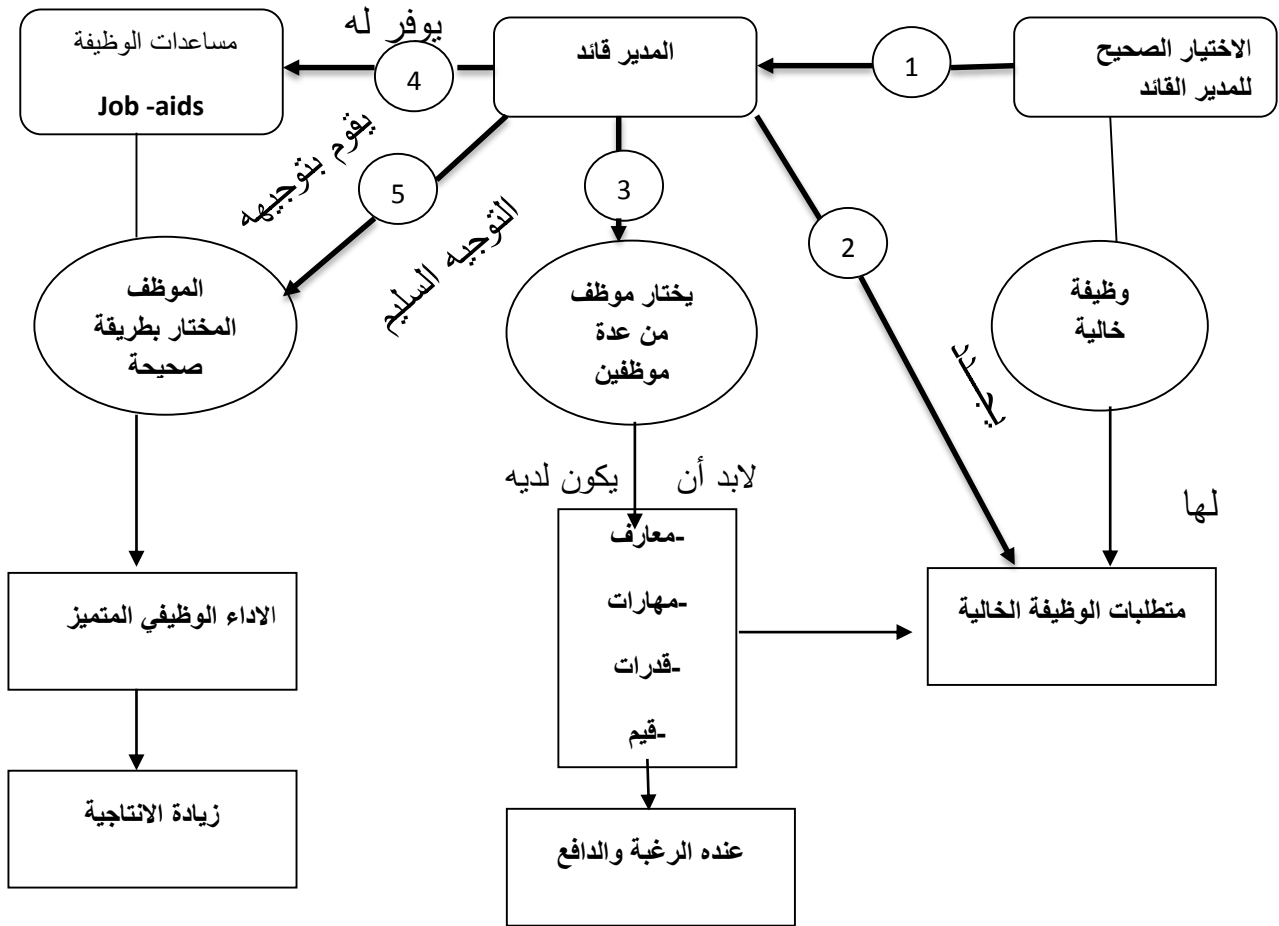 الاختيار الصحيح
للمدير القائد
1
المدير قائد
يوفر له
4
مساعدات الوظيفة
Job -aids
يقوم بتوجيهه
5
التوجيه السليم
3
2
وظيفة
خالية
لها
متطلبات الوظيفة الخالية
يختار موظف
من عدة
موظفين
لابد أن يكون لديه
-معارف
-مهارات
-قدرات
-قيم
عنده الرغبة والدافع
الموظف
المختار بطريقة
صحيحة
الاداء الوظيفي المتميز
زيادة الانتاجية